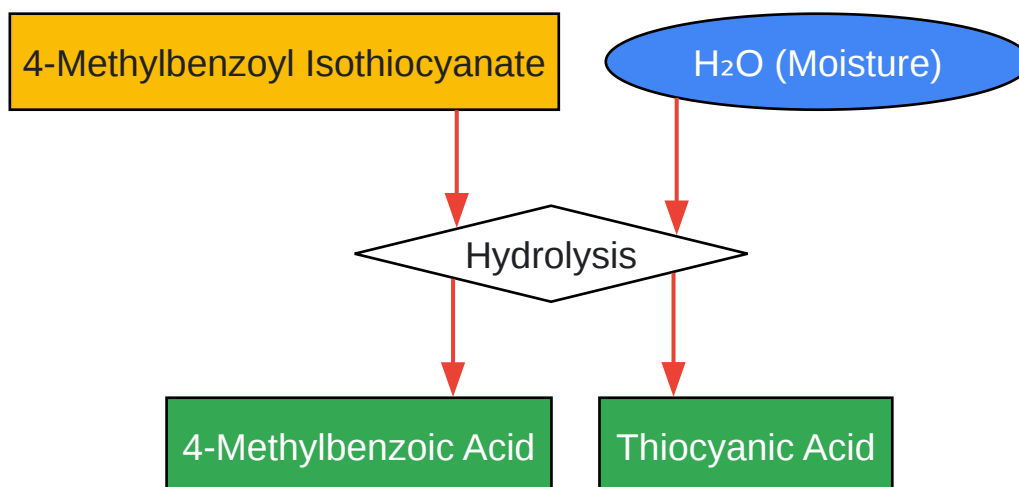 4-Methylbenzoyl Isothiocyanate
H₂O (Moisture)
Hydrolysis
4-Methylbenzoic Acid
Thiocyanic Acid